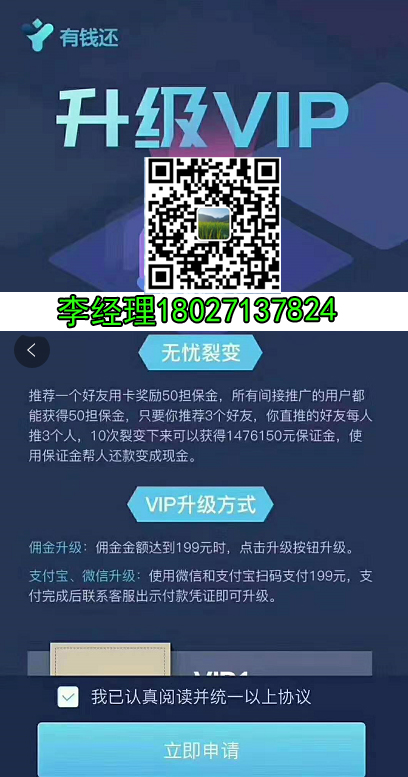 有钱还
升级VIP
李经理18027137824
无忧裂变
推荐一个好友用卡奖励50担保金，所有间接推广的用户都
能获得50担保金，只要你推荐3个好友，你直推的好友每人
推3个人，10次裂变下来可以获得1476150元保证金，使
用保证金帮人还款变成现金。
VIP升级方式
佣金升级：佣金金额达到199元时，点击升级按钮升级。
支付宝、微信升级：使用微信和支付宝扫码支付199元，支
付完成后联系客服出示付款凭证即可升级。
VIP1
我已认真阅读并统一以上协议
立即申请